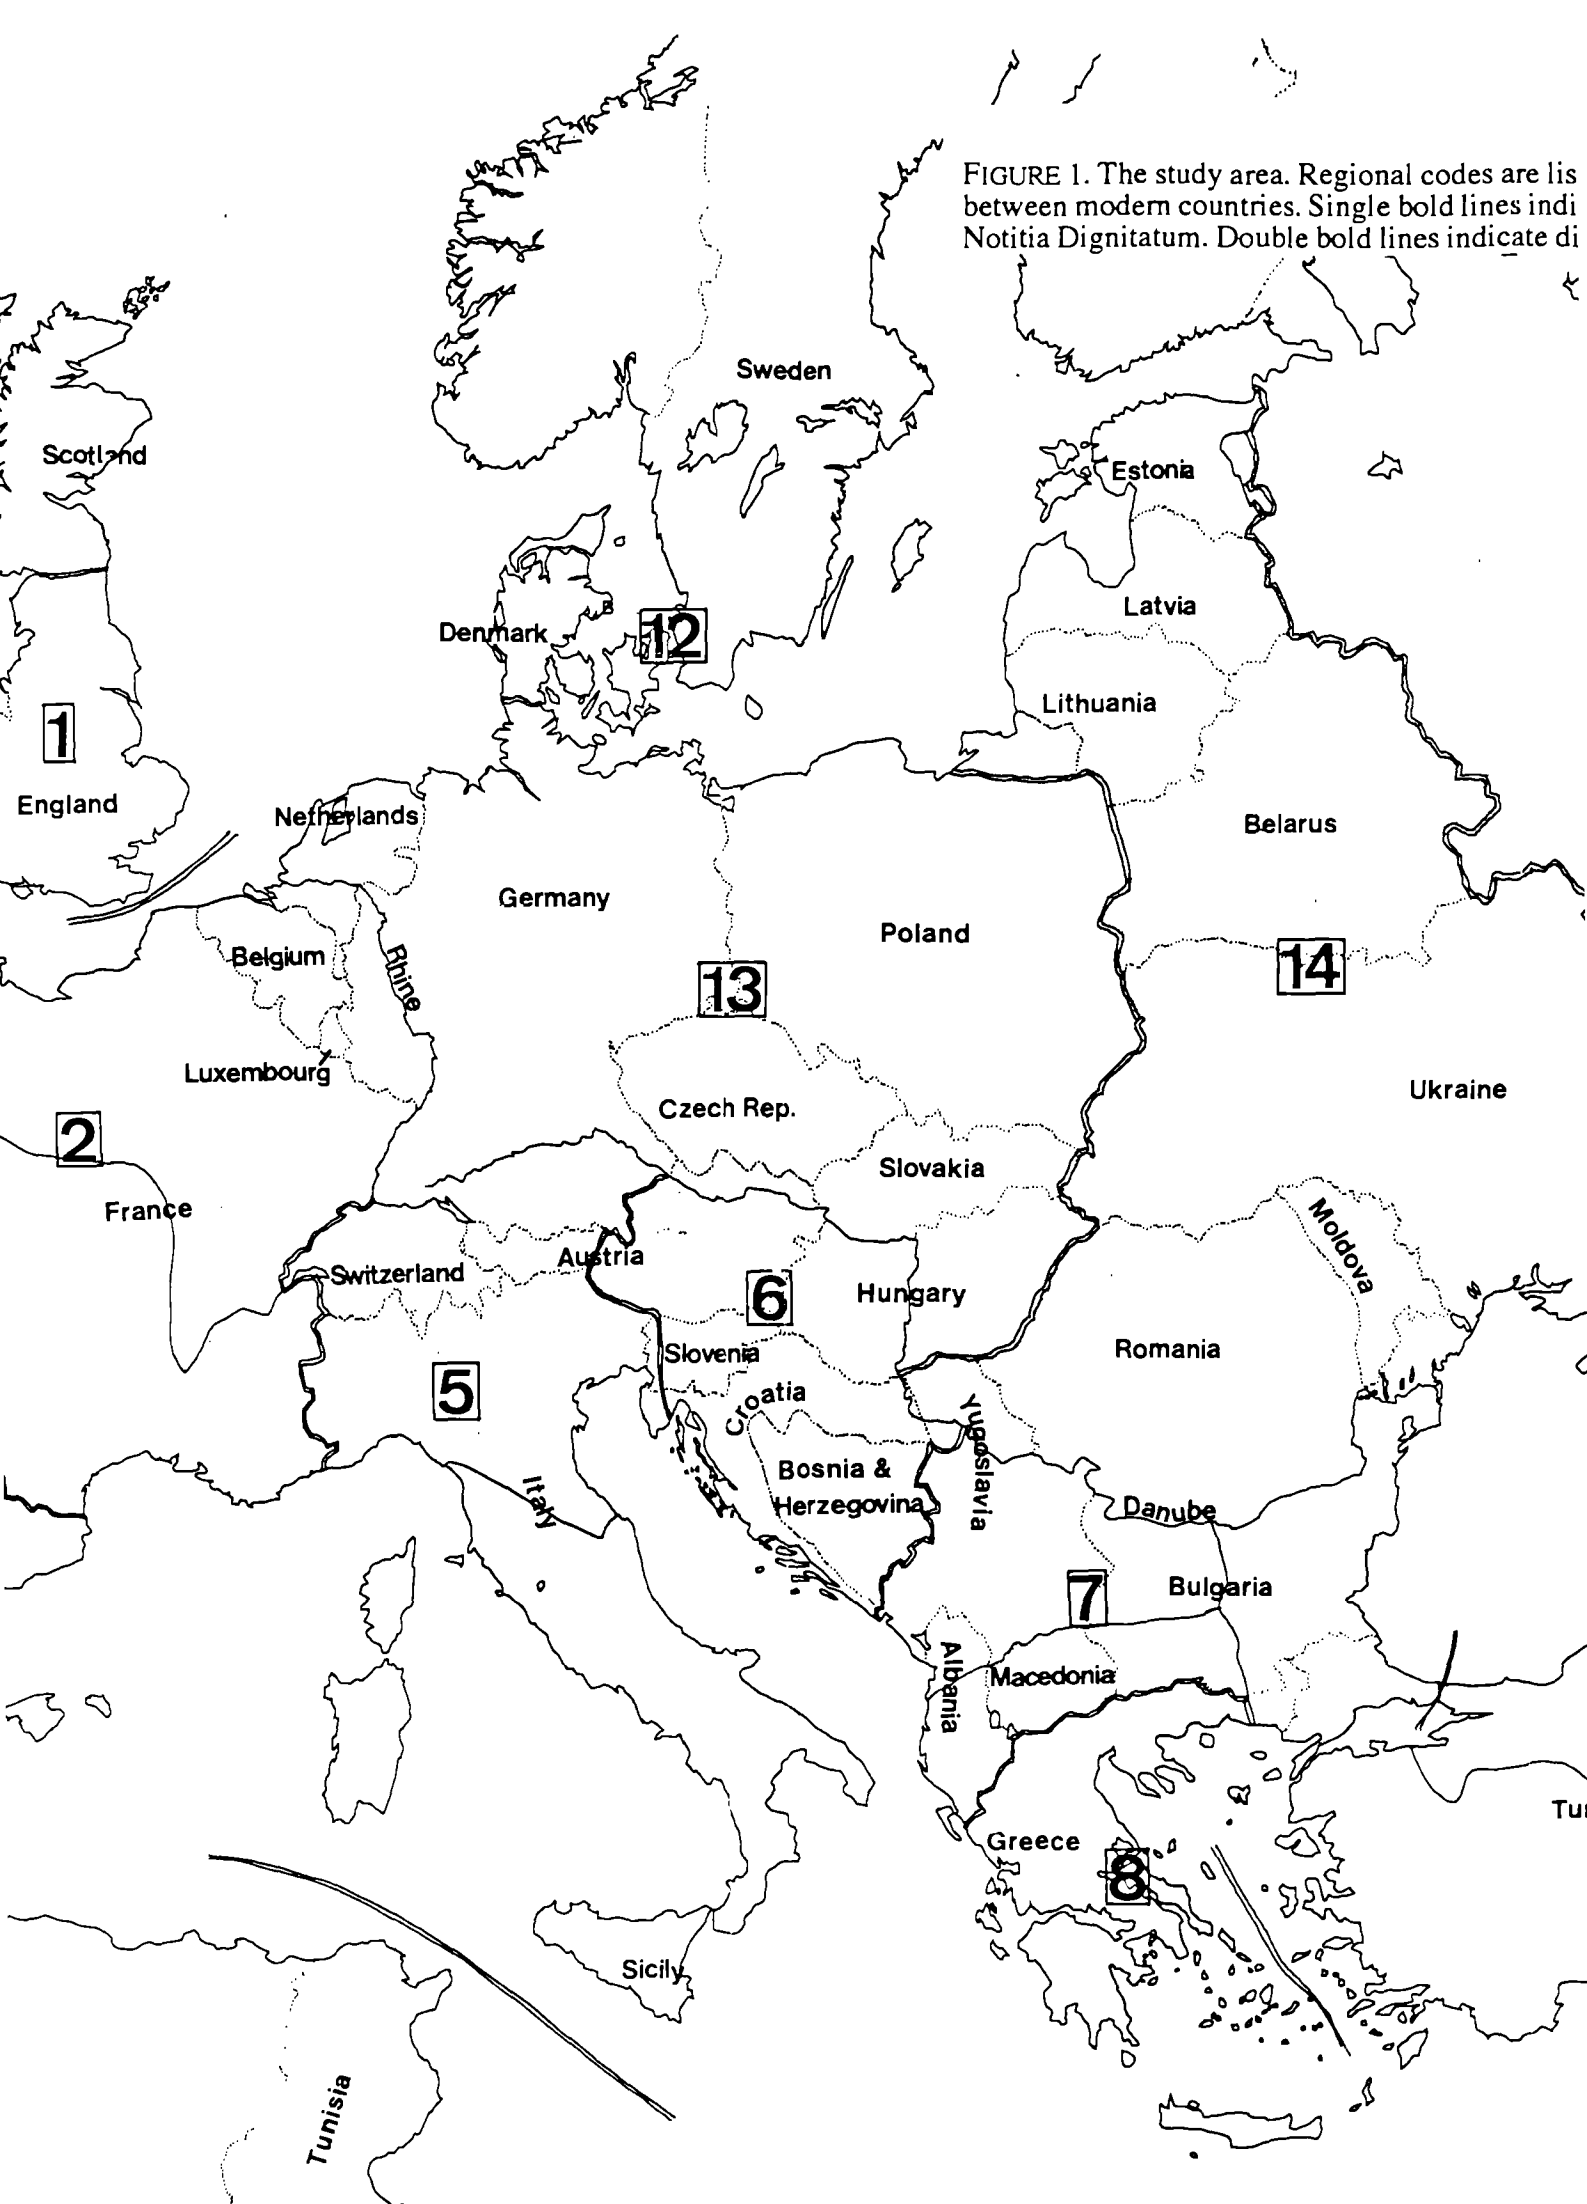 FIGURE 1. The study area. Regional codes are lis
between modern countries. Single bold lines indi
Notitia Dignitatum. Double bold lines indicate di
Sweden
Scotland
Estonia
Latvia
Denmark
12
Lithuania
1
England
Netherlands
Belarus
Germany
Poland
Belgium
Rhine
13
14
Luxembourg
Ukraine
Czech Rep.
2
Slovakia
France
Moldova
Austria
Switzerland
6
Hungary
Romania
Slovenia
5
Croatia
Yugoslavia
Bosnia &
Herzegovina
Italy
Danube
7
Bulgaria
Albania
Macedonia
Tur
Greece
8
Sicily
Tunisia